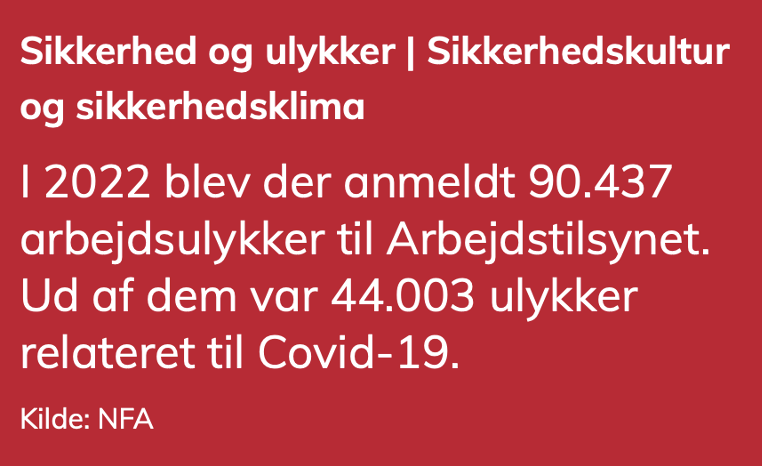 Sikkerhed og ulykker | Sikkerhedskultur
og sikkerhedsklima
I 2022 blev der anmeldt 90.437
arbejdsulykker til Arbejdstilsynet.
Ud af dem var 44.003 ulykker
relateret til Covid-19.
Kilde: NFA